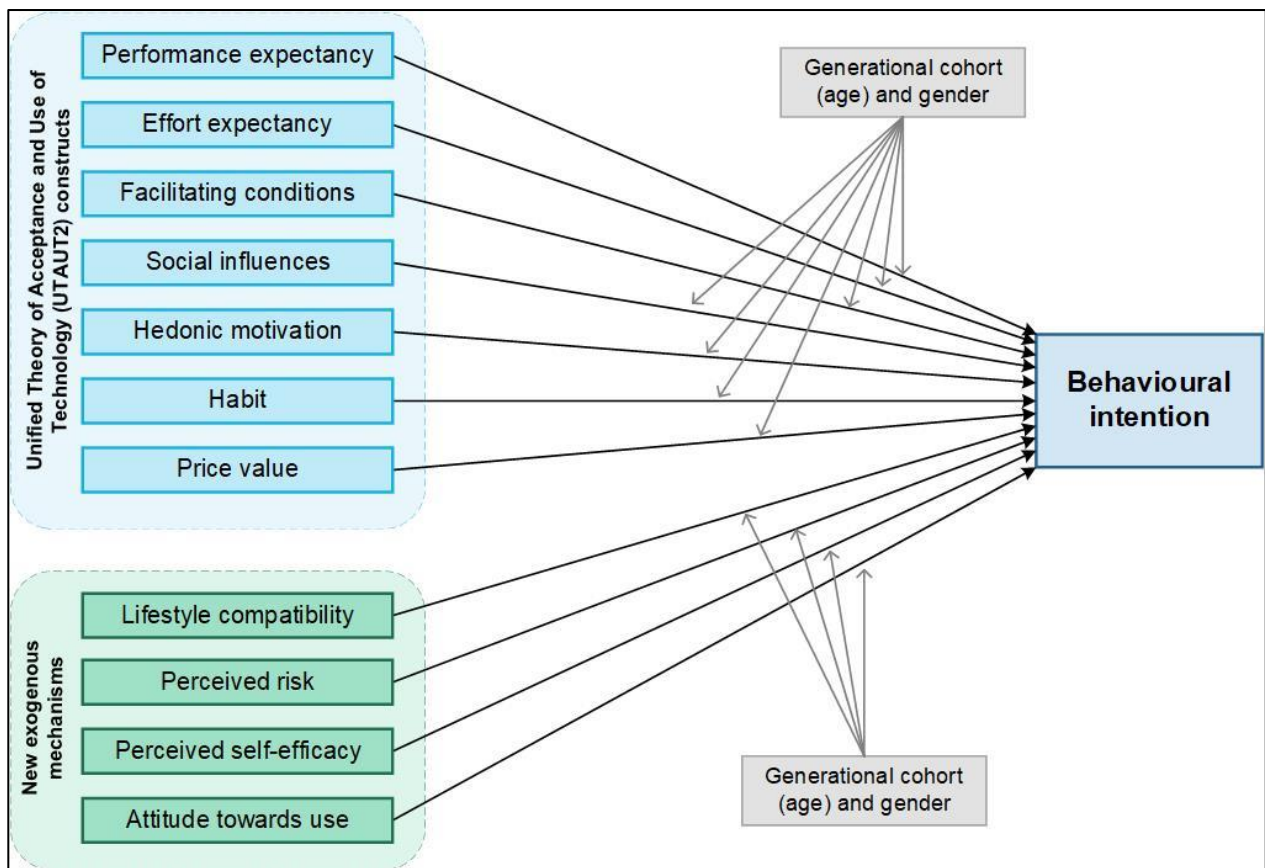 Unified Theory of Acceptance and Use of
Technology (UTAUT2) constructs
Performance expectancy
Effort expectancy
Facilitating conditions
Social influences
Hedonic motivation
Habit
Price value
Generational cohort
(age) and gender
Behavioural
intention
New exogenous
mechanisms
Lifestyle compatibility
Perceived risk
Perceived self-efficacy
Attitude towards use
Generational cohort
(age) and gender